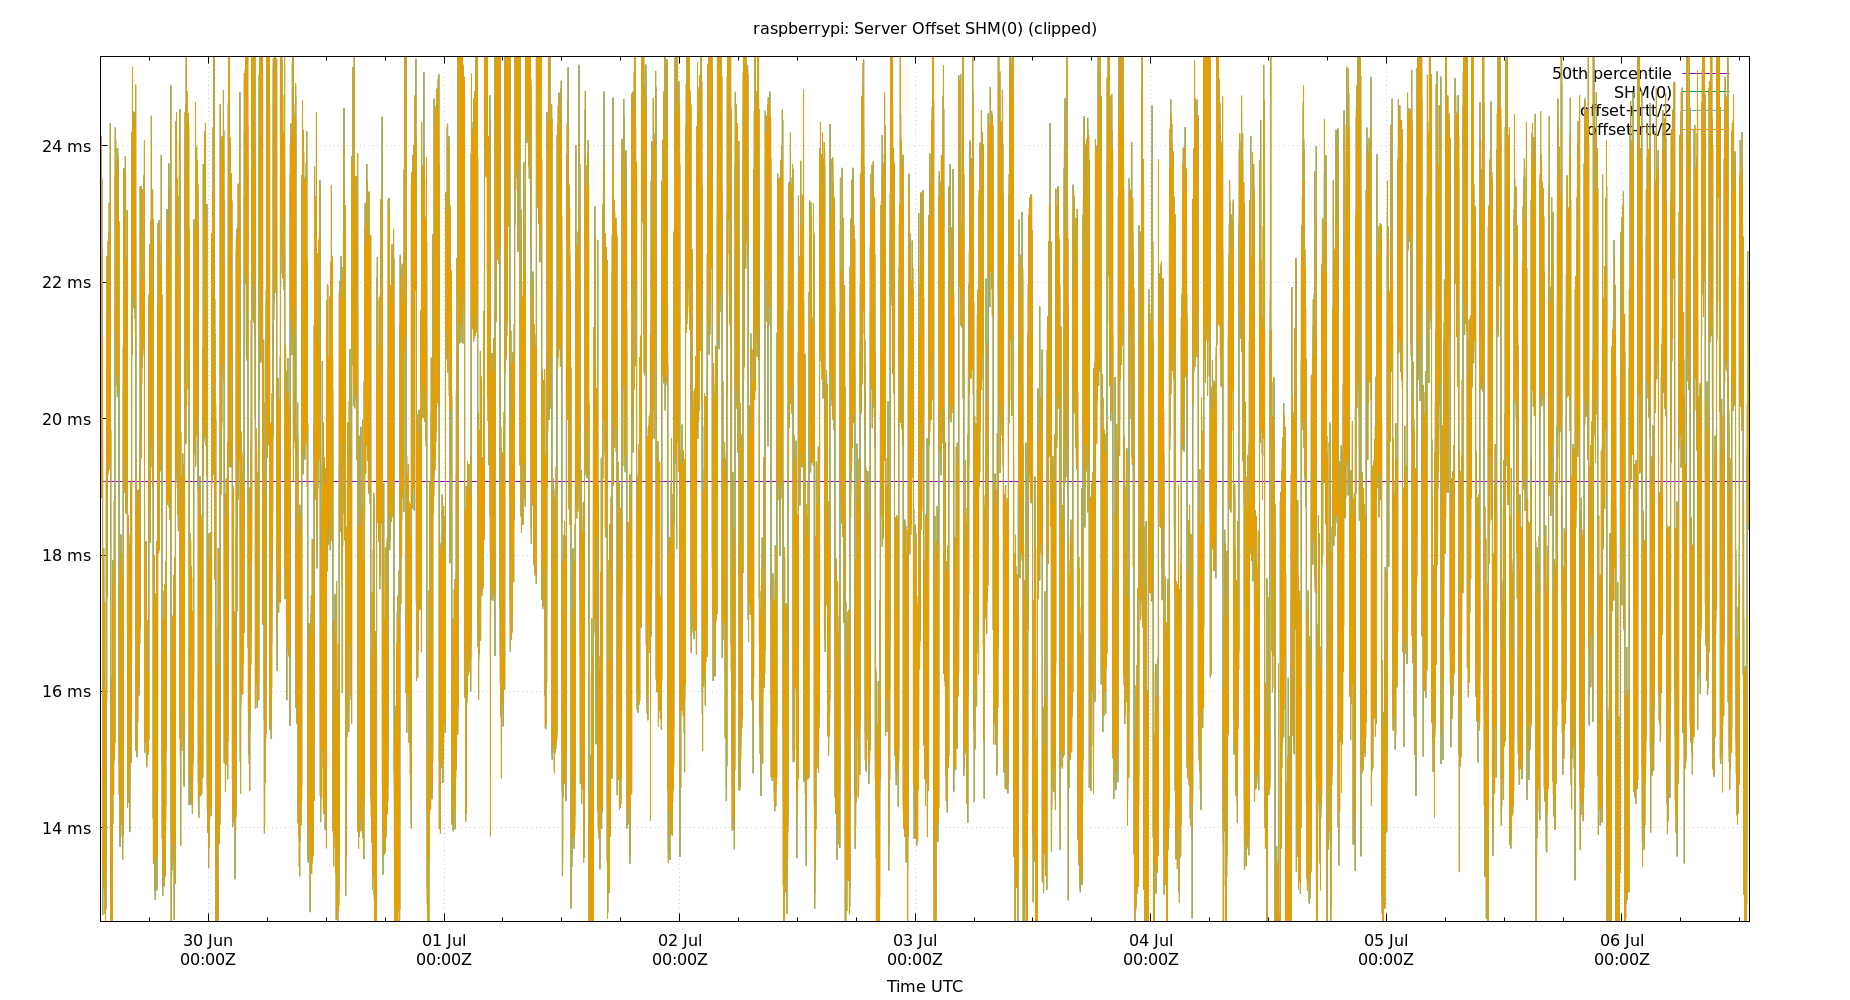 raspberrypi: Server Offset SHM(0) (clipped)
50th percentile
SHM(0)
offset+rtt/2
offset-rtt/2
24 ms
22 ms
20 ms
18 ms
16 ms
14 ms
30 Jun
00:00Z
01 Jul
00:00Z
02 Jul
00:00Z
03 Jul
00:00Z
04 Jul
00:00Z
05 Jul
00:00Z
06 Jul
00:00Z
Time UTC